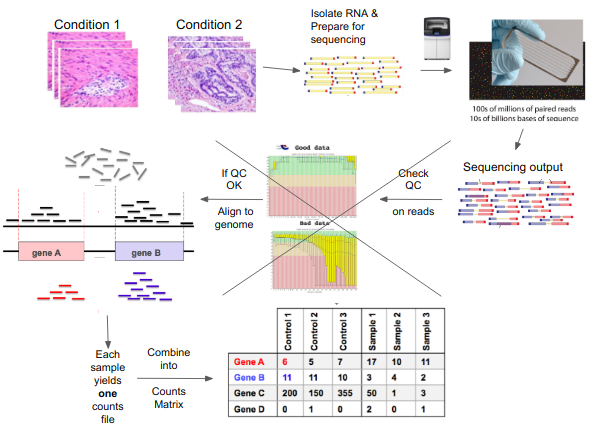 Condition 1
Condition 2
Isolate RNA &
Prepare for
sequencing
100s of millions of paired reads
10s of billions bases of sequence
Sequencing output
Good data
If QC
OK
Align to
genome
Check
QC
on reads
Bad data
gene A
gene B
Each
sample
yields
one
counts
file
Combine
into
Counts
Matrix
Control 1 Control 2 Control 3 Sample 1 Sample 2 Sample 3
Gene A 6 5 7 17 10 11
Gene B 11 11 10 3 4 2
Gene C 200 150 355 50 1 3
Gene D 0 1 0 2 0 1